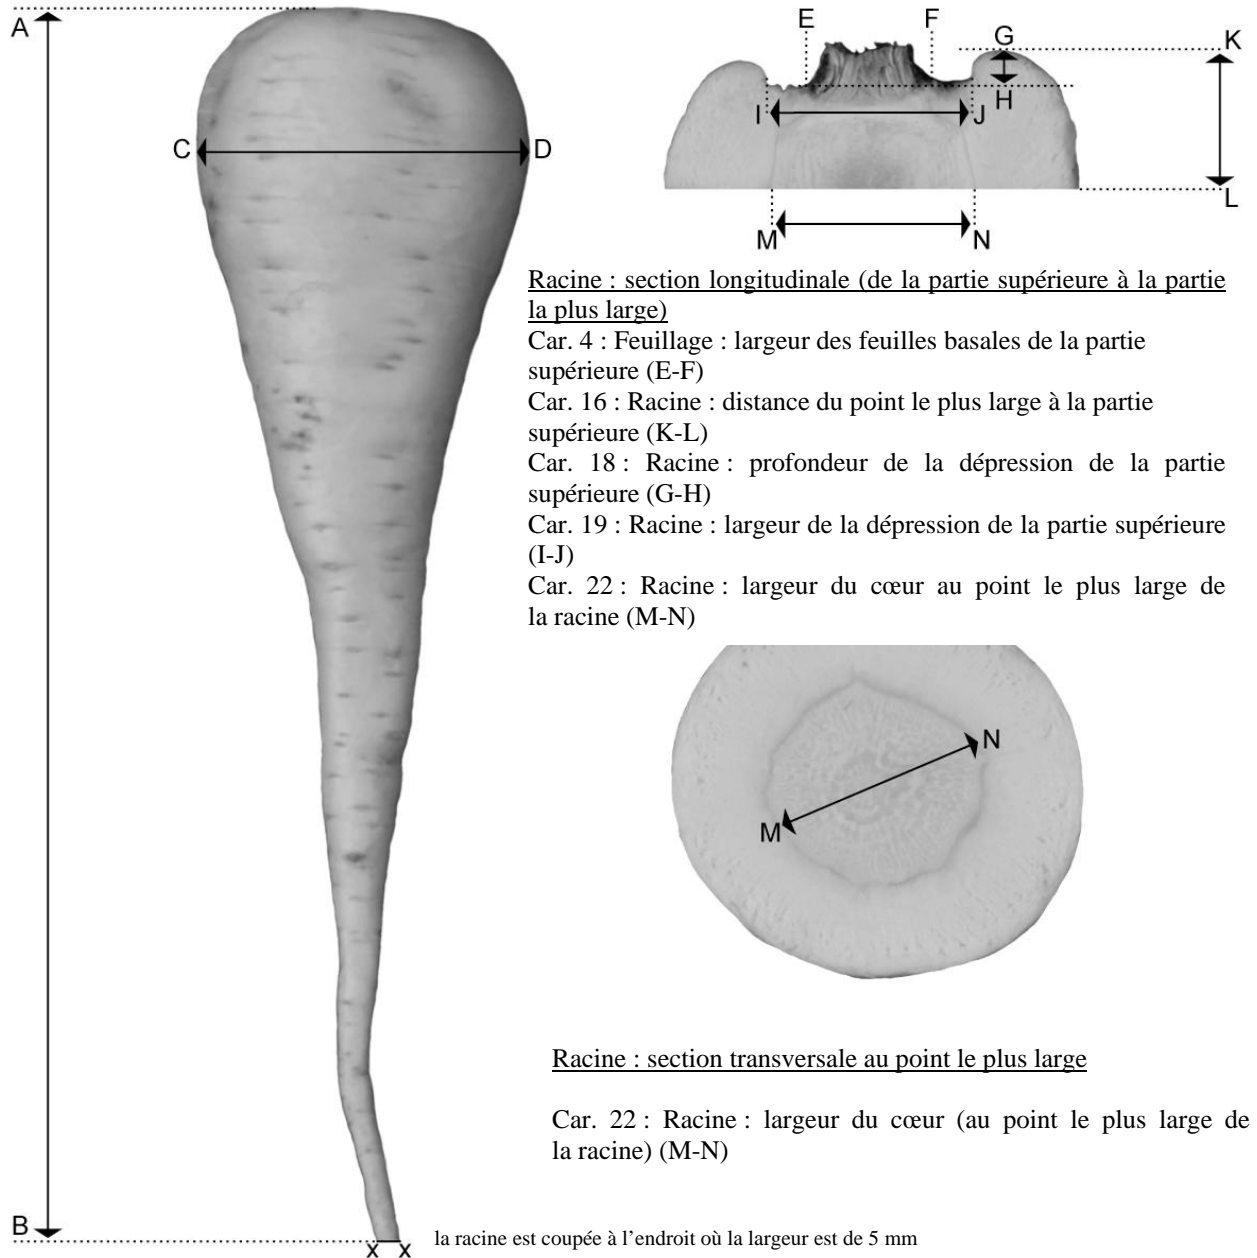 A
E
F
G
K
C
D
I
J
H
L
M
N
Racine : section longitudinale (de la partie supérieure à la partie
la plus large)
Car. 4 : Feuillage : largeur des feuilles basales de la partie
supérieure (E-F)
Car. 16 : Racine : distance du point le plus large à la partie
supérieure (K-L)
Car. 18 : Racine : profondeur de la dépression de la partie
supérieure (G-H)
Car. 19 : Racine : largeur de la dépression de la partie supérieure
(I-J)
Car. 22 : Racine : largeur du cœur au point le plus large de
la racine (M-N)
N
M
Racine : section transversale au point le plus large
Car. 22 : Racine : largeur du cœur (au point le plus large de
la racine) (M-N)
B
x x
la racine est coupée à l’endroit où la largeur est de 5 mm